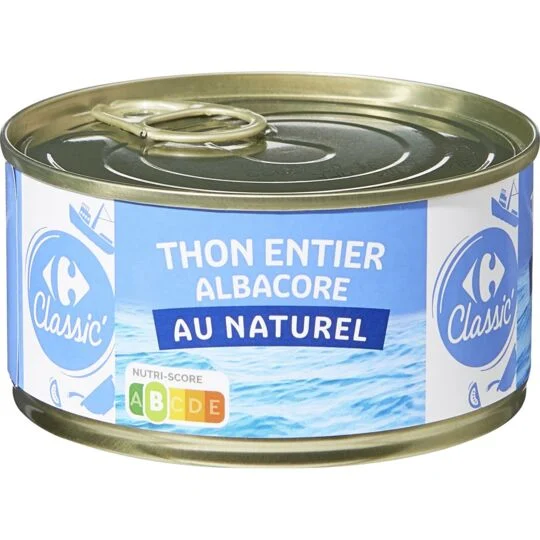 THON ENTIER
ALBACORE
AU NATUREL
Classic'
Classic'
NUTRI-SCORE
ABCDE